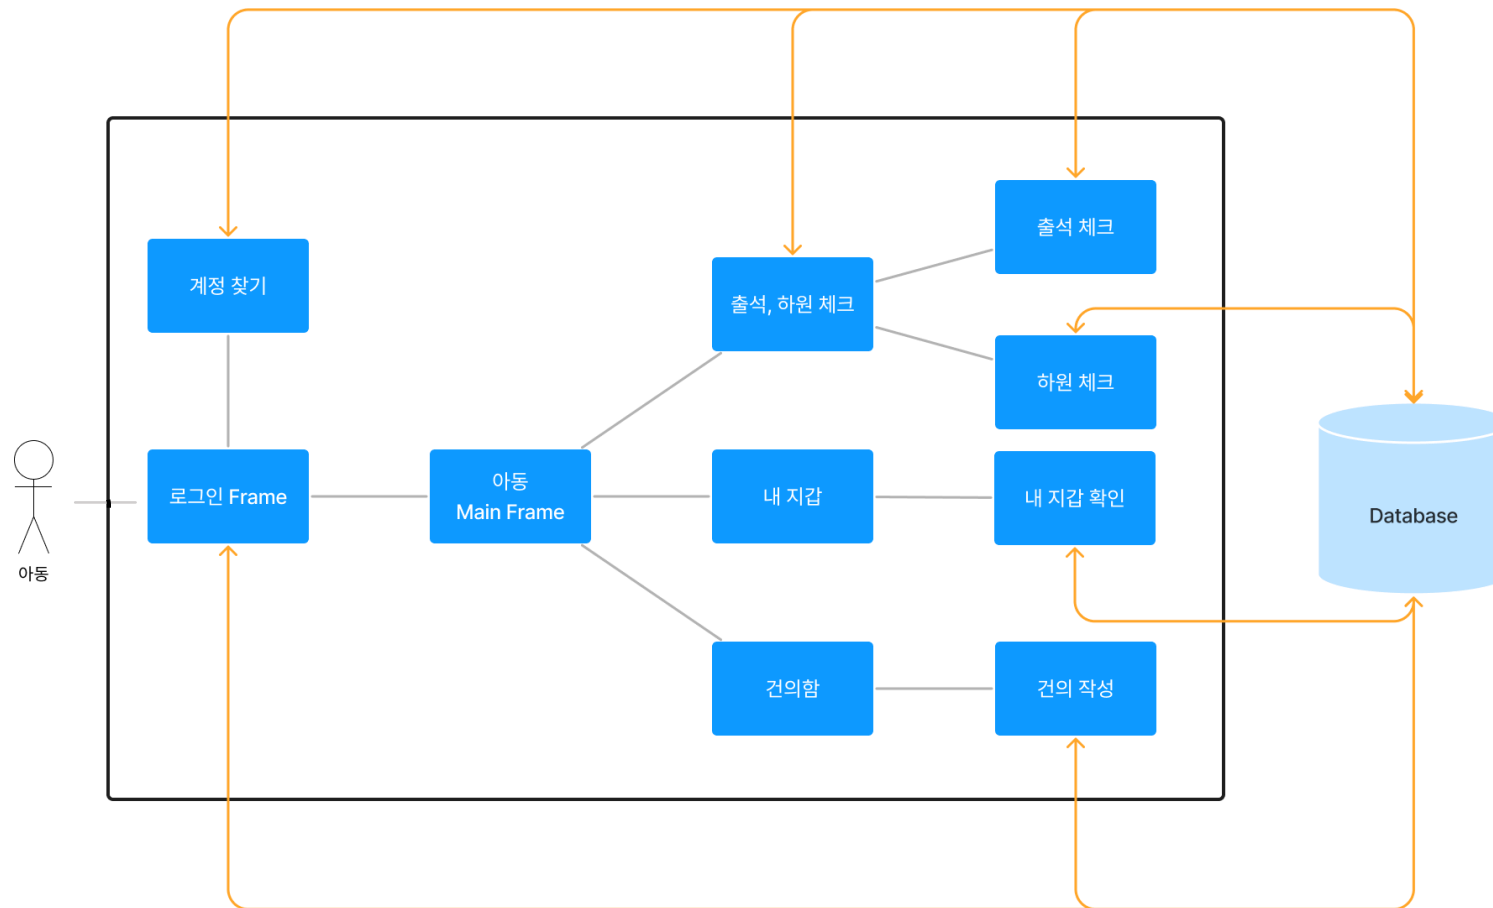 출석 체크
계정 찾기
출석, 하원 체크
하원 체크
아동
로그인 Frame
아동
Main Frame
내 지갑
내 지갑 확인
Database
건의함
건의 작성